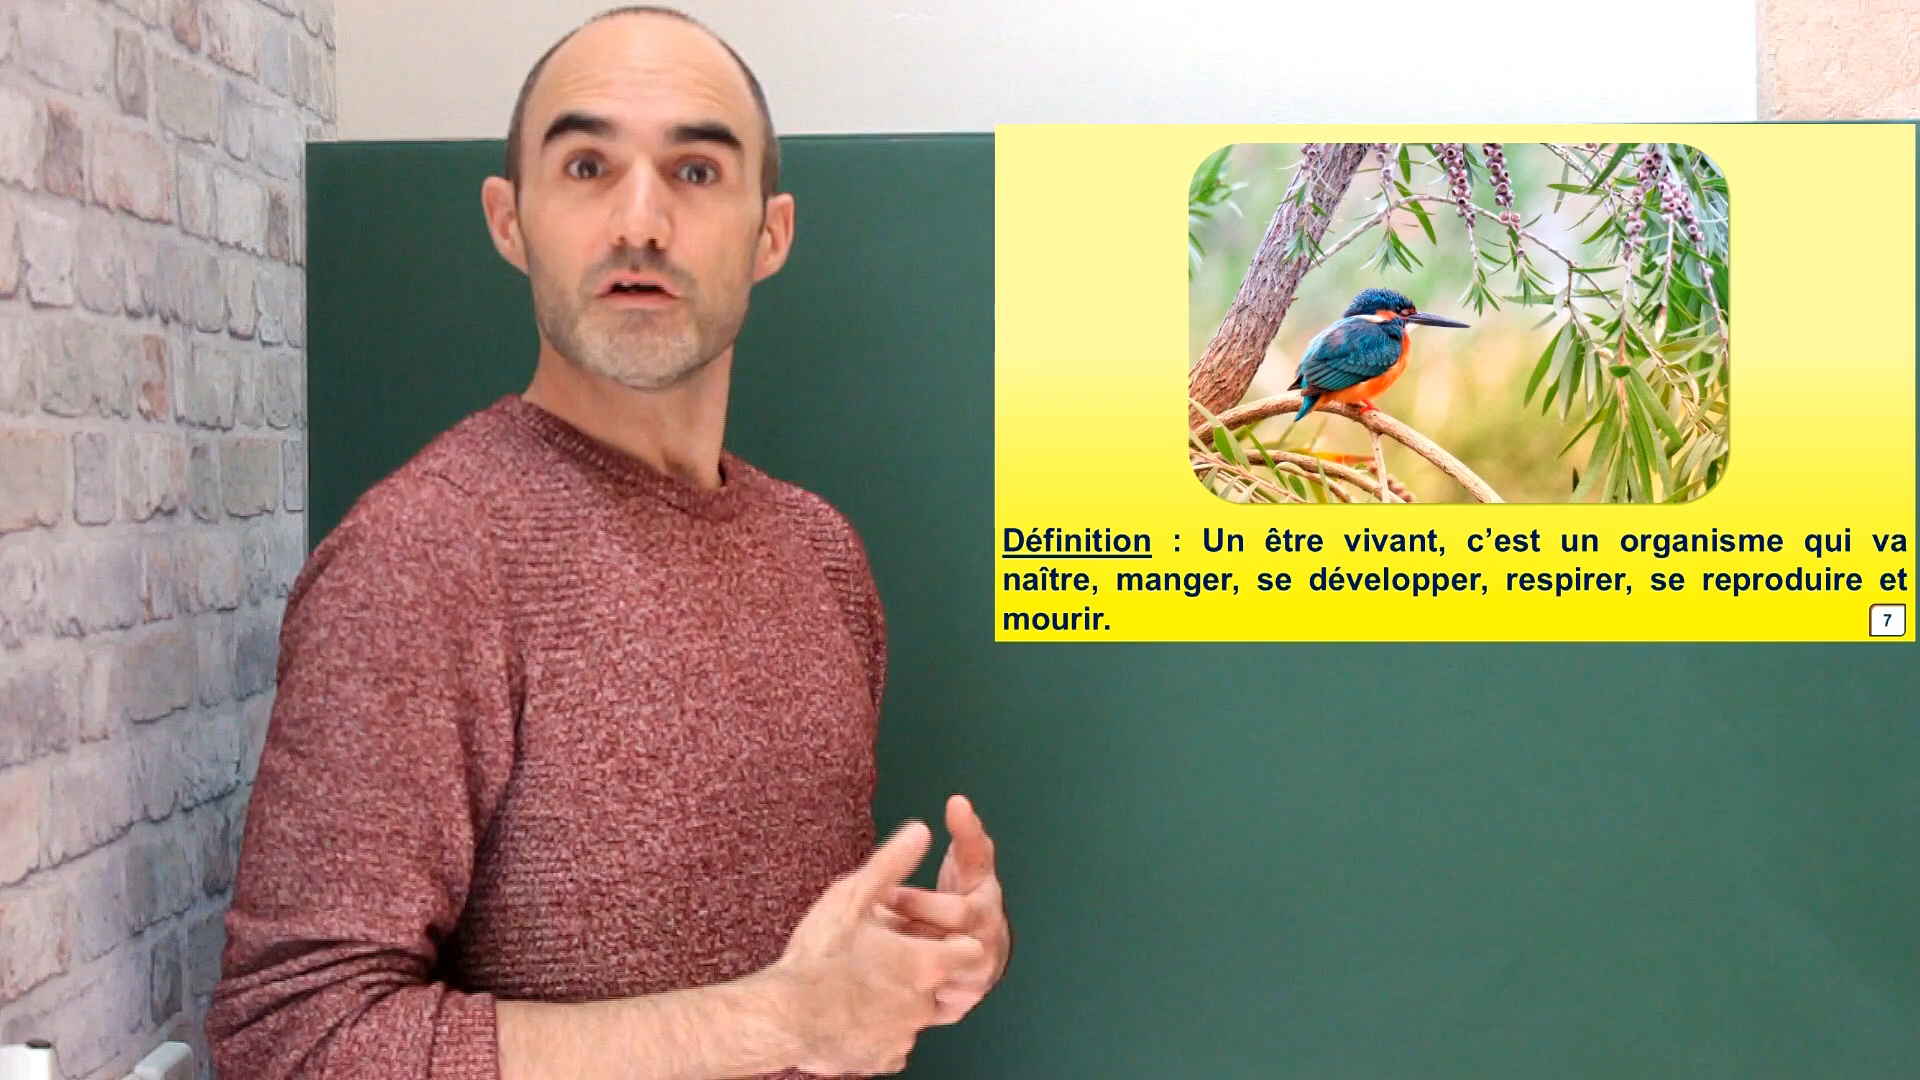 Définition : Un être vivant, c’est un organisme qui va
naître, manger, se développer, respirer, se reproduire et
mourir.
7